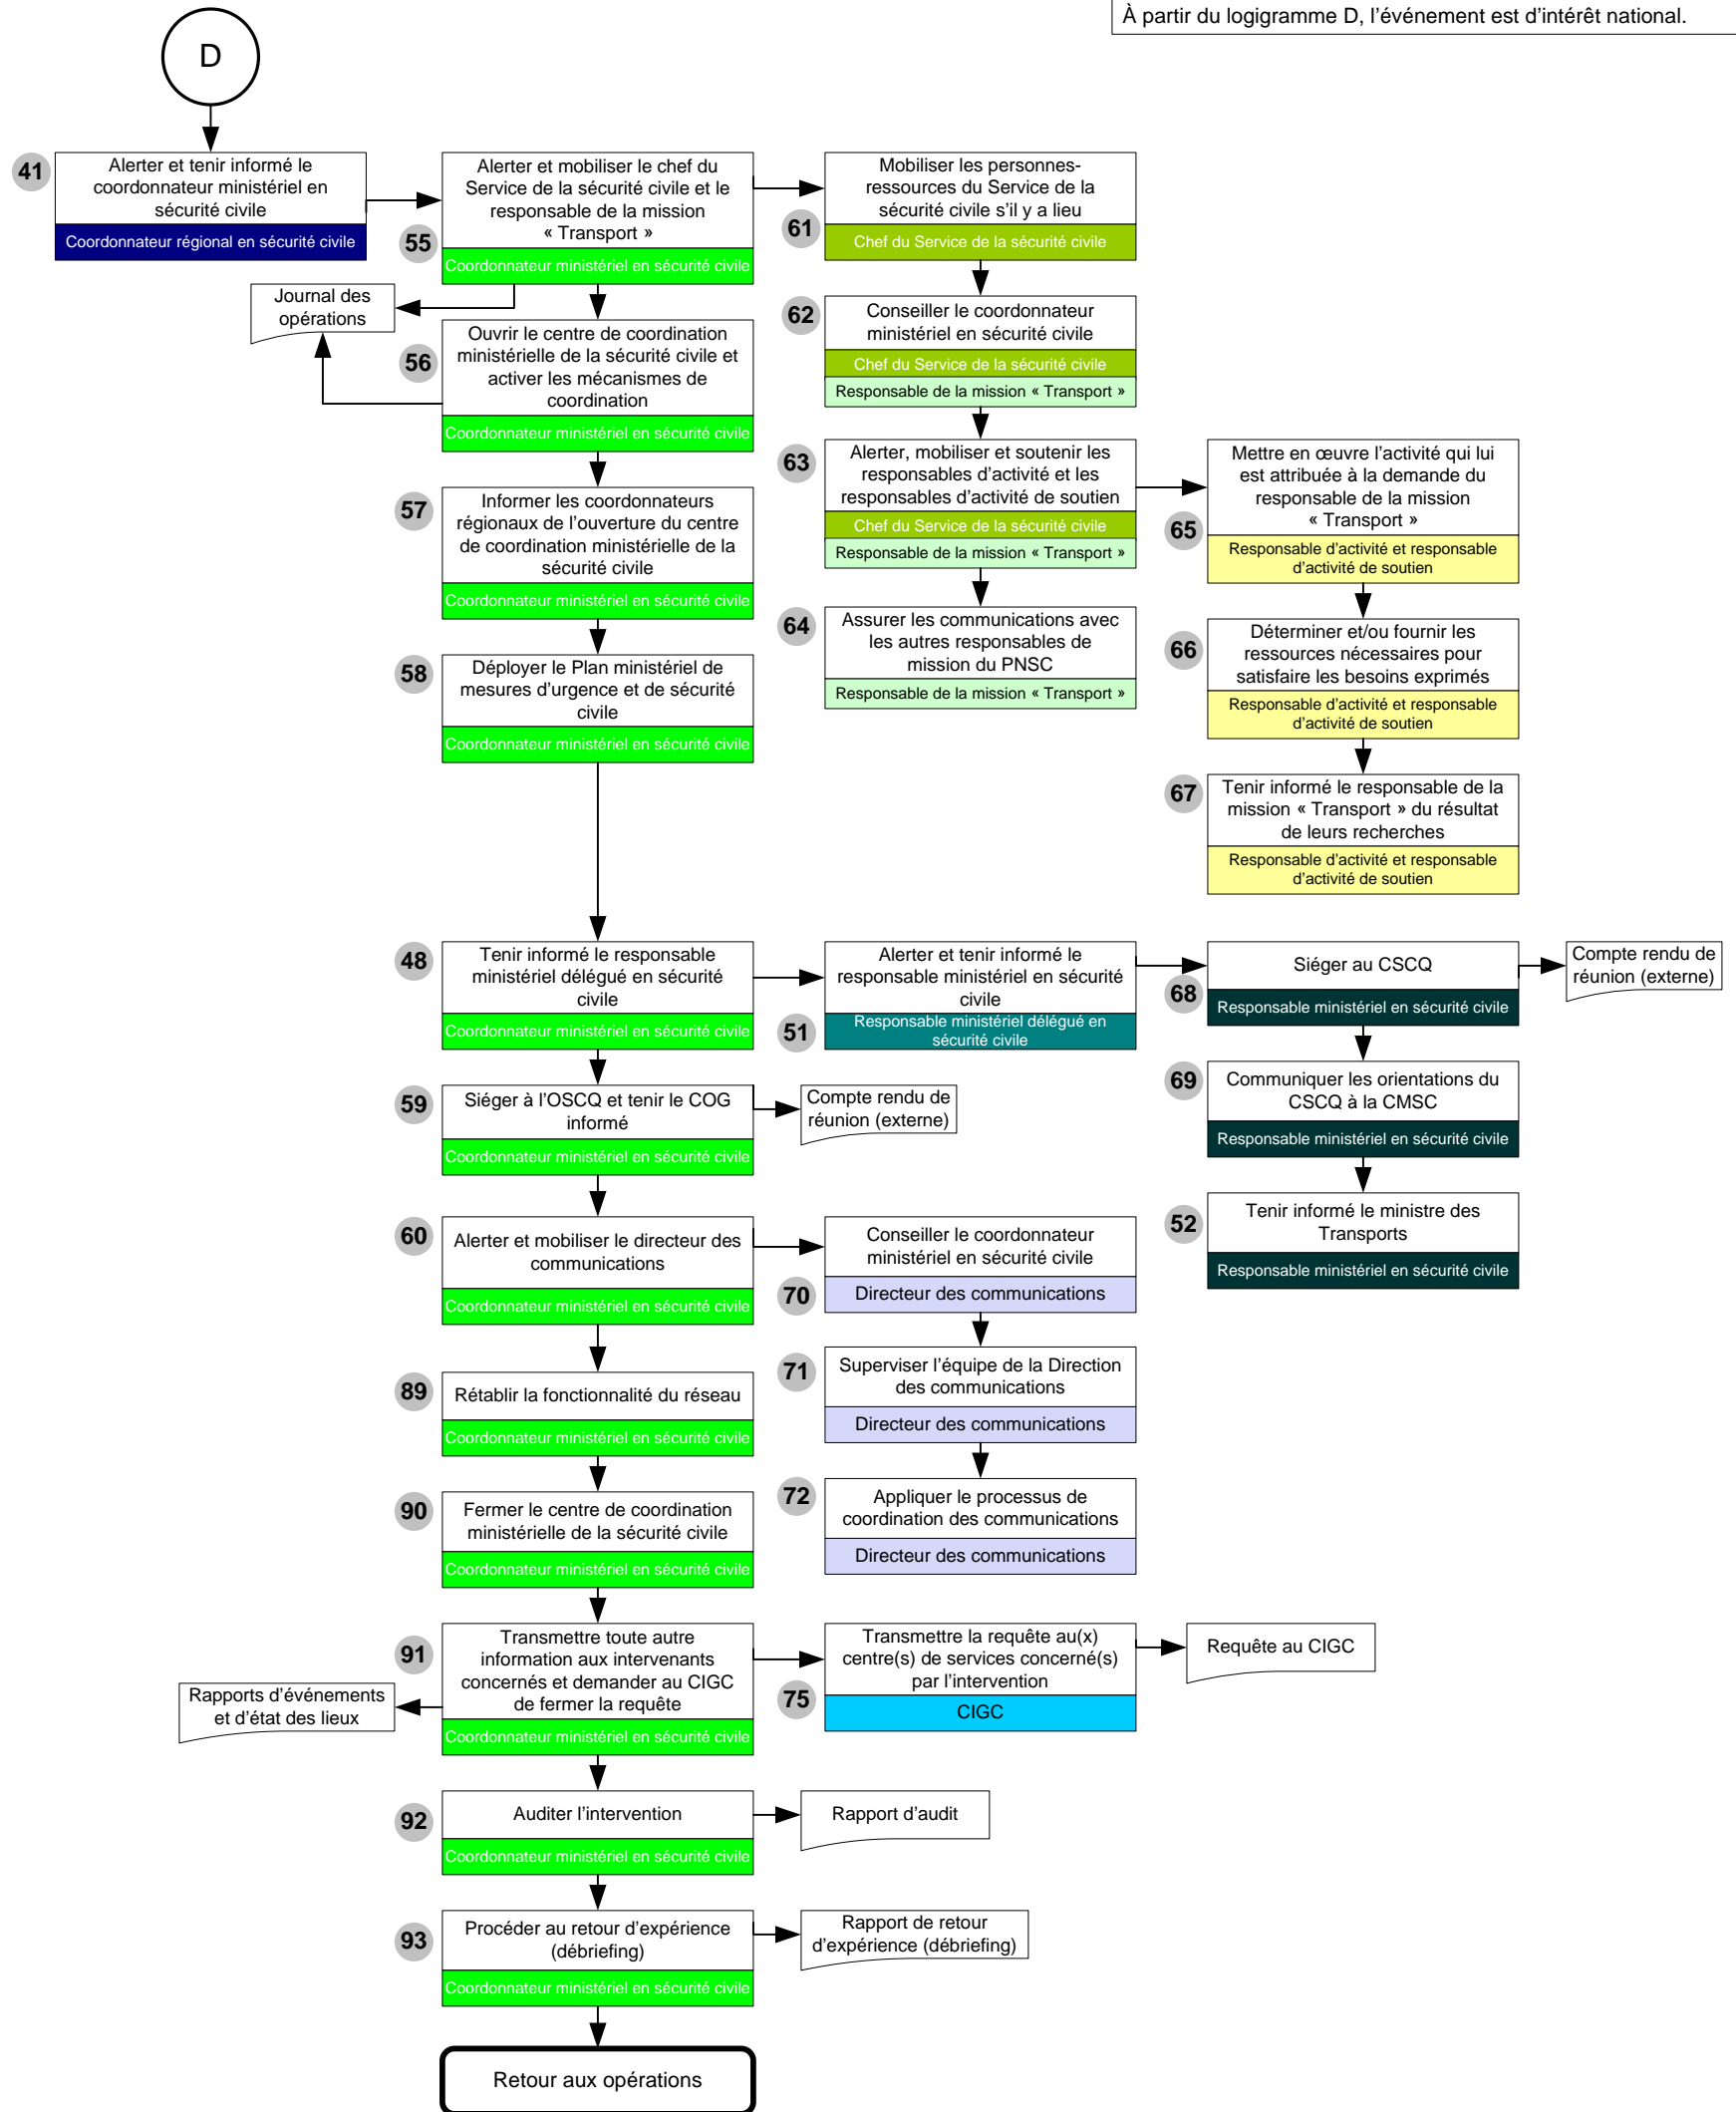 À partir du logigramme D, l’événement est d’intérêt national.
D
41
Alerter et tenir informé le
coordonnateur ministériel en
sécurité civile
Coordonnateur régional en sécurité civile
55
Alerter et mobiliser le chef du
Service de la sécurité civile et le
responsable de la mission
« Transport »
Coordonnateur ministériel en sécurité civile
61
Mobiliser les personnes-
ressources du Service de la
sécurité civile s’il y a lieu
Chef du Service de la sécurité civile
Journal des
opérations
56
Ouvrir le centre de coordination
ministérielle de la sécurité civile et
activer les mécanismes de
coordination
Coordonnateur ministériel en sécurité civile
62
Conseiller le coordonnateur
ministériel en sécurité civile
Chef du Service de la sécurité civile
Responsable de la mission « Transport »
57
Informer les coordonnateurs
régionaux de l’ouverture du centre
de coordination ministérielle de la
sécurité civile
Coordonnateur ministériel en sécurité civile
63
Alerter, mobiliser et soutenir les
responsables d’activité et les
responsables d’activité de soutien
Chef du Service de la sécurité civile
Responsable de la mission « Transport »
65
Mettre en œuvre l’activité qui lui
est attribuée à la demande du
responsable de la mission
« Transport »
Responsable d’activité et responsable
d’activité de soutien
64
Assurer les communications avec
les autres responsables de
mission du PNSC
Responsable de la mission « Transport »
66
Déterminer et/ou fournir les
ressources nécessaires pour
satisfaire les besoins exprimés
Responsable d’activité et responsable
d’activité de soutien
58
Déployer le Plan ministériel de
mesures d’urgence et de sécurité
civile
Coordonnateur ministériel en sécurité civile
67
Tenir informé le responsable de la
mission « Transport » du résultat
de leurs recherches
Responsable d’activité et responsable
d’activité de soutien
48
Tenir informé le responsable
ministériel délégué en sécurité
civile
Coordonnateur ministériel en sécurité civile
51
Alerter et tenir informé le
responsable ministériel en sécurité
civile
Responsable ministériel délégué en
sécurité civile
68
Siéger au CSCQ
Responsable ministériel en sécurité civile
Compte rendu de
réunion (externe)
59
Siéger à l’OSCQ et tenir le COG
informé
Coordonnateur ministériel en sécurité civile
Compte rendu de
réunion (externe)
69
Communiquer les orientations du
CSCQ à la CMSC
Responsable ministériel en sécurité civile
52
Tenir informé le ministre des
Transports
Responsable ministériel en sécurité civile
60
Alerter et mobiliser le directeur des
communications
Coordonnateur ministériel en sécurité civile
70
Conseiller le coordonnateur
ministériel en sécurité civile
Directeur des communications
89
Rétablir la fonctionnalité du réseau
Coordonnateur ministériel en sécurité civile
71
Superviser l’équipe de la Direction
des communications
Directeur des communications
90
Fermer le centre de coordination
ministérielle de la sécurité civile
Coordonnateur ministériel en sécurité civile
72
Appliquer le processus de
coordination des communications
Directeur des communications
91
Transmettre toute autre
information aux intervenants
concernés et demander au CIGC
de fermer la requête
Coordonnateur ministériel en sécurité civile
Rapports d’événements
et d’état des lieux
75
Transmettre la requête au(x)
centre(s) de services concerné(s)
par l’intervention
CIGC
Requête au CIGC
92
Auditer l’intervention
Coordonnateur ministériel en sécurité civile
Rapport d’audit
93
Procéder au retour d’expérience
(débriefing)
Coordonnateur ministériel en sécurité civile
Rapport de retour
d’expérience (débriefing)
Retour aux opérations